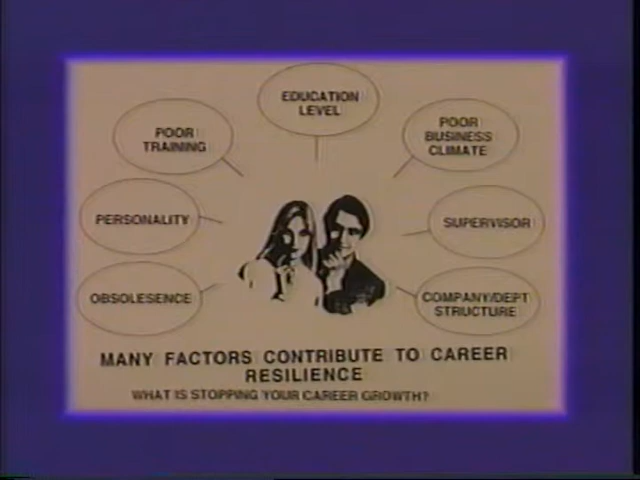 EDUCATION
LEVEL
POOR
TRAINING
POOR
BUSINESS
CLIMATE
PERSONALITY
SUPERVISOR
OBSOLESENCE
COMPANY/DEPT
STRUCTURE
MANY FACTORS CONTRIBUTE TO CAREER
RESILIENCE
WHAT IS STOPPING YOUR CAREER GROWTH?